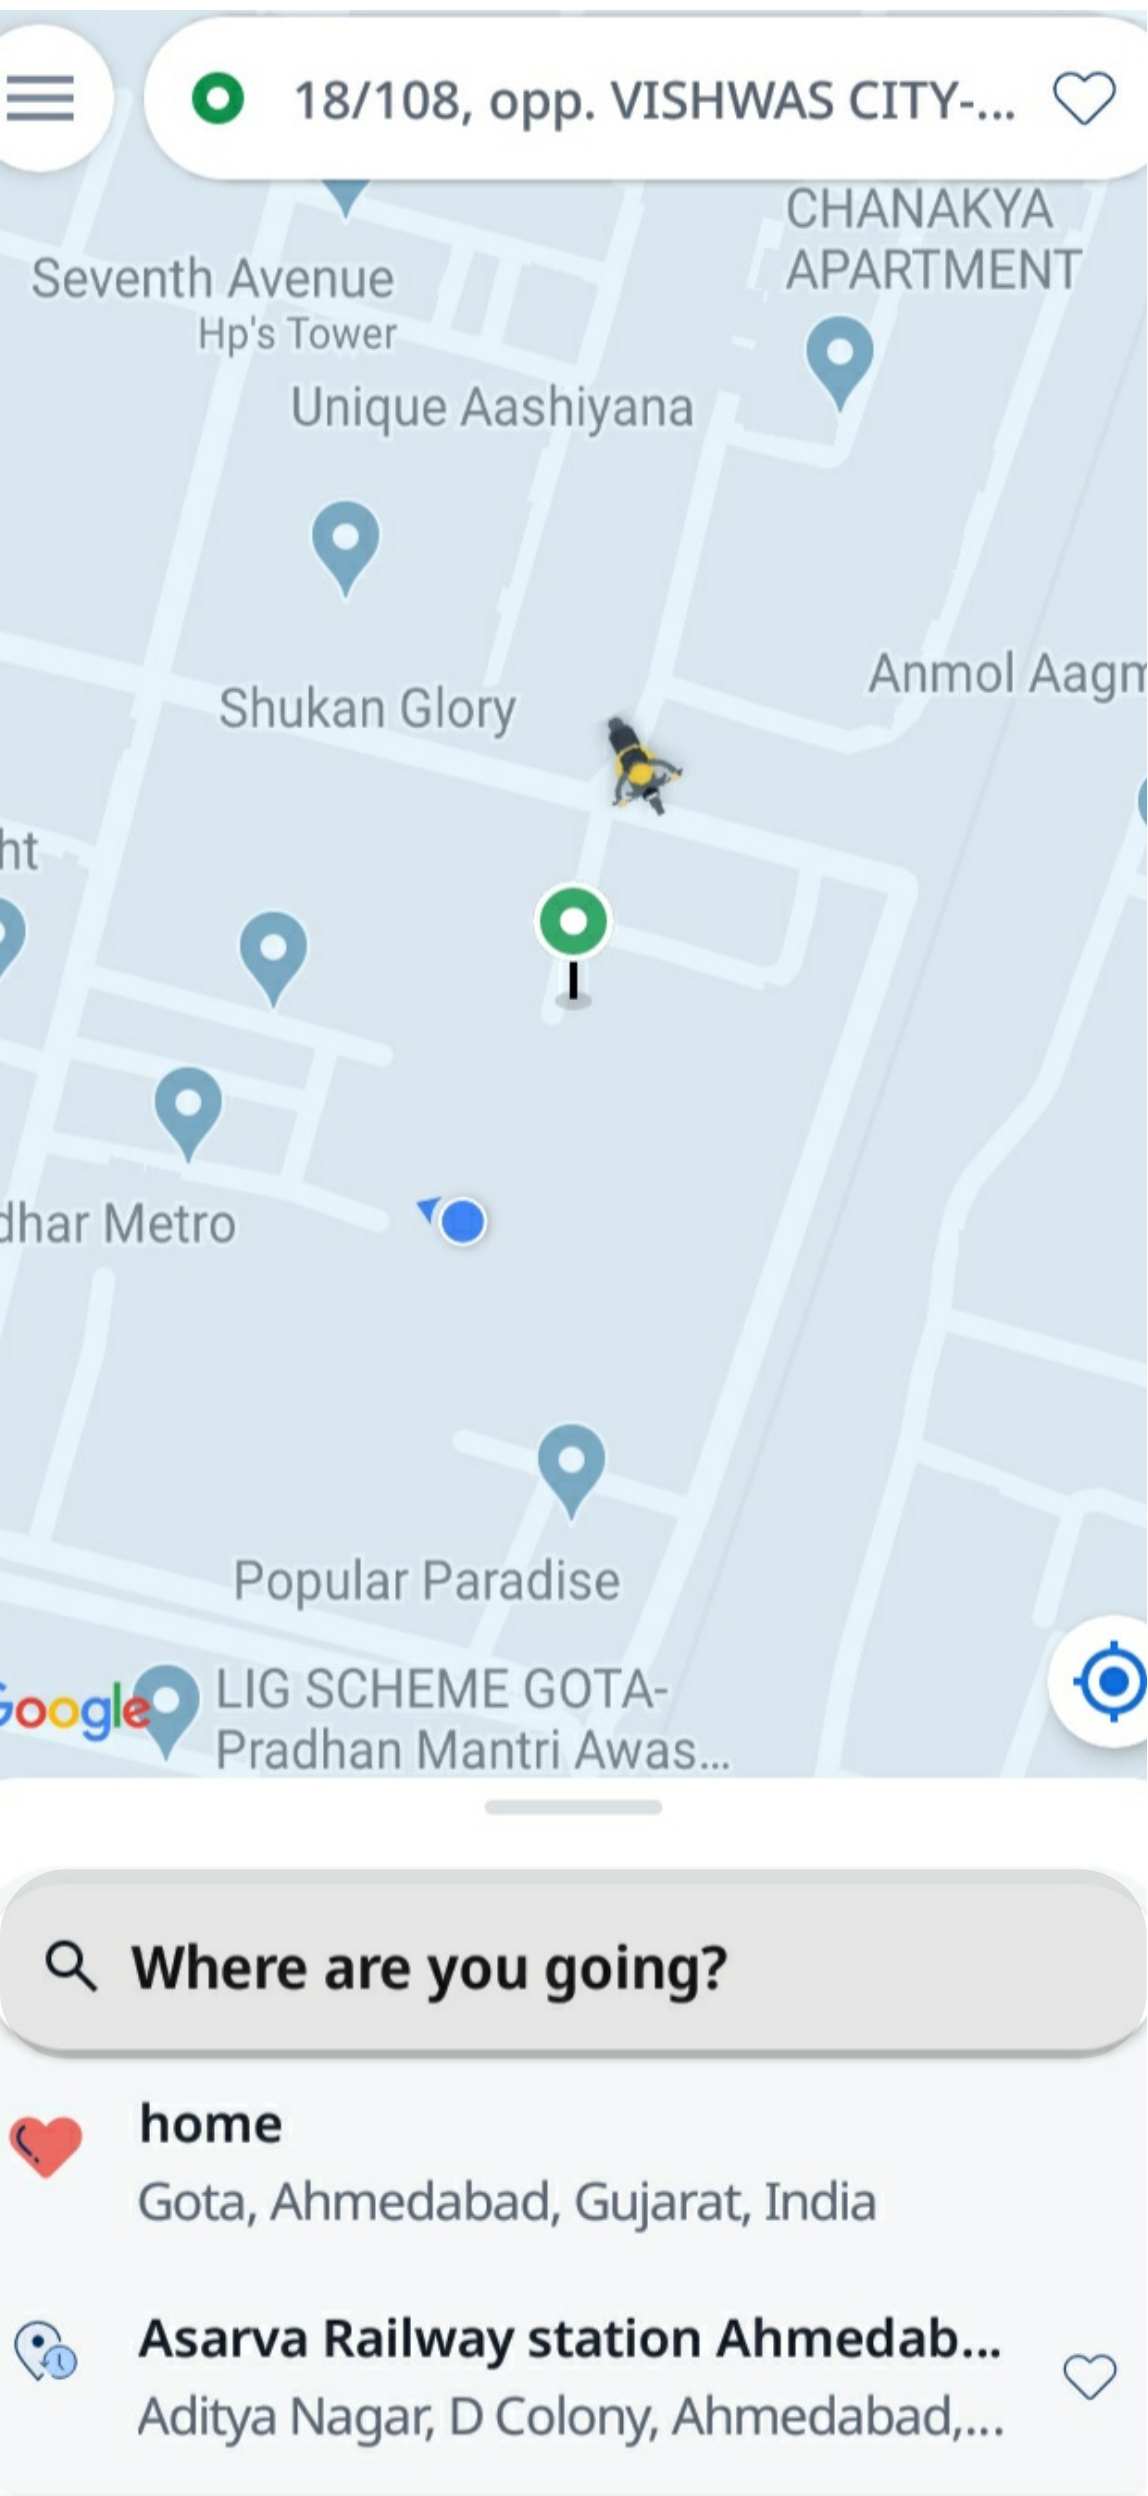 18/108, opp. VISHWAS CITY-...
CHANAKYA
APARTMENT
Seventh Avenue
Hp's Tower
Unique Aashiyana
Anmol Aagm
Shukan Glory
ht
dhar Metro
Popular Paradise
LIG SCHEME GOTA-
Google
Pradhan Mantri Awas...
Where are you going?
home
Gota, Ahmedabad, Gujarat, India
Asarva Railway station Ahmedab...
Aditya Nagar, D Colony, Ahmedabad,...